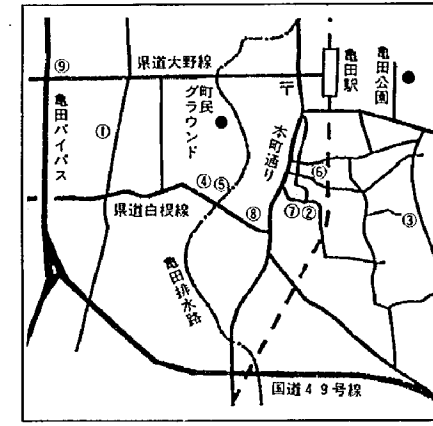 ⑨
県道大野線
亀田バイパス
①
町民グラウンド
〒
本町通り
亀田駅
亀田公園
④⑤
⑥
県道白根線
⑧
⑦②
③
亀田排水路
国道49号線